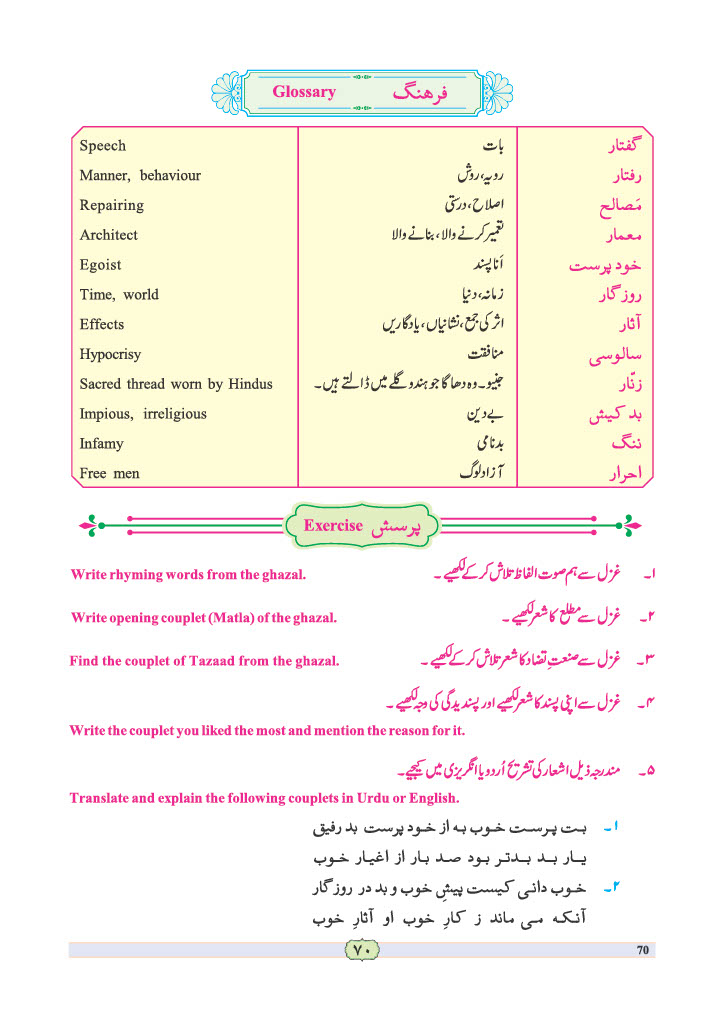 Glossary فرهنگ
Speech بات گفتار
Manner, behaviour رویہ، روش رفتار
Repairing اصلاح، درستی مَصالح
Architect تعمیر کرنے والا، بنانے والا معمار
Egoist اَنا پسند خود پرست
Time, world زمانہ، دنیا روزگار
Effects اثر کی جمع، نشانیاں، یادگاریں آثار
Hypocrisy منافقت سالوسی
Sacred thread worn by Hindus جنیو۔ وہ دھاگا جو ہندو گلے میں ڈالتے ہیں۔ زنّار
Impious, irreligious بے دین بد کیش
Infamy بدنامی ننگ
Free men آزاد لوگ احرار
Exercise پرسش
۱۔ غزل سے ہم صوت الفاظ تلاش کر کے لکھیے۔ Write rhyming words from the ghazal.
۲۔ غزل سے مطلع کا شعر لکھیے۔ Write opening couplet (Matla) of the ghazal.
۳۔ غزل سے صنعتِ تضاد کا شعر تلاش کر کے لکھیے۔ Find the couplet of Tazaad from the ghazal.
۴۔ غزل سے اپنی پسند کا شعر لکھیے اور پسندیدگی کی وجہ لکھیے۔
Write the couplet you liked the most and mention the reason for it.
۵۔ مندرجہ ذیل اشعار کی تشریح اُردو یا انگریزی میں کیجیے۔
Translate and explain the following couplets in Urdu or English.
۱۔ بت پرست خوب به از خود پرست بد رفیق
یار بد بدتر بود صد بار از اغیار خوب
۲۔ خوب دانی کیست پیشِ خوب و بد در روزگار
آنکه می ماند ز کارِ خوب او آثارِ خوب
۷۰ 70